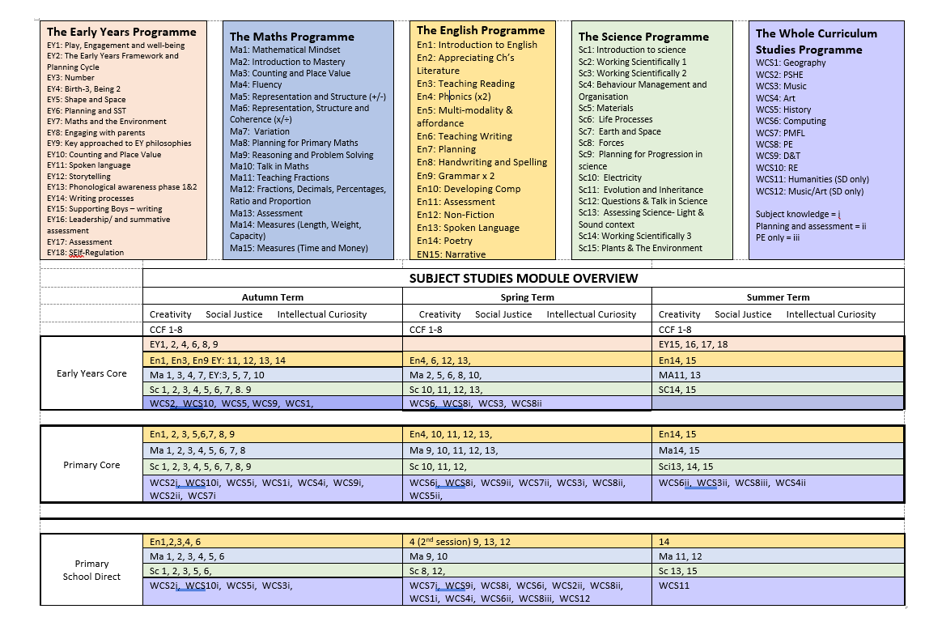 The Early Years Programme
EY1: Play, Engagement and well-being
EY2: The Early Years Framework and
Planning Cycle
EY3: Number
EY4: Birth-3, Being 2
EY5: Shape and Space
EY6: Planning and SST
EY7: Maths and the Environment
EY8: Engaging with parents
EY9: Key approached to EY philosophies
EY10: Counting and Place Value
EY11: Spoken language
EY12: Storytelling
EY13: Phonological awareness phase 1&2
EY14: Writing processes
EY15: Supporting Boys – writing
EY16: Leadership/ and summative
assessment
EY17: Assessment
EY18: SElf-Regulation
The Maths Programme
Ma1: Mathematical Mindset
Ma2: Introduction to Mastery
Ma3: Counting and Place Value
Ma4: Fluency
Ma5: Representation and Structure (+/-)
Ma6: Representation, Structure and
Coherence (x/÷)
Ma7: Variation
Ma8: Planning for Primary Maths
Ma9: Reasoning and Problem Solving
Ma10: Talk in Maths
Ma11: Teaching Fractions
Ma12: Fractions, Decimals, Percentages,
Ratio and Proportion
Ma13: Assessment
Ma14: Measures (Length, Weight,
Capacity)
Ma15: Measures (Time and Money)
The English Programme
En1: Introduction to English
En2: Appreciating Ch's
Literature
En3: Teaching Reading
En4: Phonics (x2)
En5: Multi-modality &
affordance
En6: Teaching Writing
En7: Planning
En8: Handwriting and Spelling
En9: Grammar x 2
En10: Developing Comp
En11: Assessment
En12: Non-Fiction
En13: Spoken Language
En14: Poetry
EN15: Narrative
The Science Programme
Sc1: Introduction to science
Sc2: Working Scientifically 1
Sc3: Working Scientifically 2
Sc4: Behaviour Management and
Organisation
Sc5: Materials
Sc6: Life Processes
Sc7: Earth and Space
Sc8: Forces
Sc9: Planning for Progression in
science
Sc10: Electricity
Sc11: Evolution and Inheritance
Sc12: Questions & Talk in Science
Sc13: Assessing Science- Light &
Sound context
Sc14: Working Scientifically 3
Sc15: Plants & The Environment
The Whole Curriculum
Studies Programme
WCS1: Geography
WCS2: PSHE
WCS3: Music
WCS4: Art
WCS5: History
WCS6: Computing
WCS7: PMFL
WCS8: PE
WCS9: D&T
WCS10: RE
WCS11: Humanities (SD only)
WCS12: Music/Art (SD only)
Subject knowledge = i
Planning and assessment = ii
PE only = iii
SUBJECT STUDIES MODULE OVERVIEW
Autumn Term Spring Term Summer Term
Creativity Social Justice Intellectual Curiosity Creativity Social Justice Intellectual Curiosity Creativity Social Justice Intellectual Curiosity
CCF 1-8 CCF 1-8 CCF 1-8
Early Years Core
EY1, 2, 4, 6, 8, 9 EY15, 16, 17, 18
En1, En3, En9 EY: 11, 12, 13, 14 En4, 6, 12, 13, En14, 15
Ma 1, 3, 4, 7, EY:3, 5, 7, 10 Ma 2, 5, 6, 8, 10, MA11, 13
Sc 1, 2, 3, 4, 5, 6, 7, 8. 9 Sc 10, 11, 12, 13, SC14, 15
WCS2, WCS10, WCS5, WCS9, WCS1, WCS6, WCS8i, WCS3, WCS8ii
Primary Core
En1, 2, 3, 5,6,7, 8, 9 En4, 10, 11, 12, 13, En14, 15
Ma 1, 2, 3, 4, 5, 6, 7, 8 Ma 9, 10, 11, 12, 13, Ma14, 15
Sc 1, 2, 3, 4, 5, 6, 7, 8, 9 Sc 10, 11, 12, Sci13, 14, 15
WCS2i, WCS10i, WCS5i, WCS1i, WCS4i, WCS9i, WCS6i, WCS8i, WCS9ii, WCS7ii, WCS3i, WCS8ii, WCS6ii, WCS3ii, WCS8iii, WCS4ii
WCS2ii, WCS7i WCS5ii,
Primary
School Direct
En1,2,3,4, 6 4 (2nd session) 9, 13, 12 14
Ma 1, 2, 3, 4, 5, 6 Ma 9, 10 Ma 11, 12
Sc 1, 2, 3, 5, 6, Sc 8, 12, Sc 13, 15
WCS2i, WCS10i, WCS5i, WCS3i, WCS7i, WCS9i, WCS8i, WCS6i, WCS2ii, WCS8ii, WCS11
WCS1i, WCS4i, WCS6ii, WCS8iii, WCS12